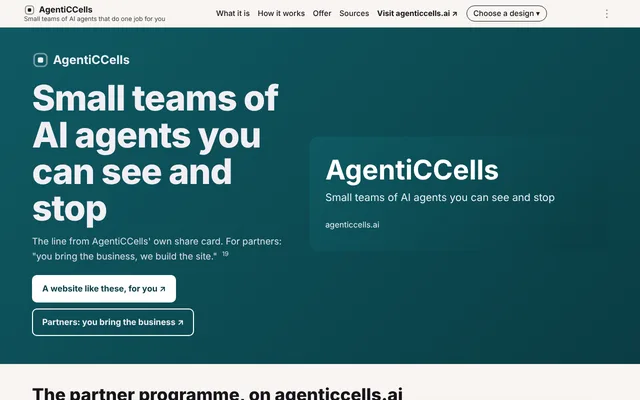 AgentiCCells
Small teams of AI agents that do one job for you
What it is
How it works
Offer
Sources
Visit agenticcells.ai ↗
Choose a design ▾
⋮
AgentiCCells
Small teams of
AI agents you
can see and
stop
The line from AgentiCCells' own share card. For partners:
"you bring the business, we build the site." 19
A website like these, for you ↗
Partners: you bring the business ↗
AgentiCCells
Small teams of AI agents you can see and stop
agenticcells.ai
The partner programme, on agenticcells.ai